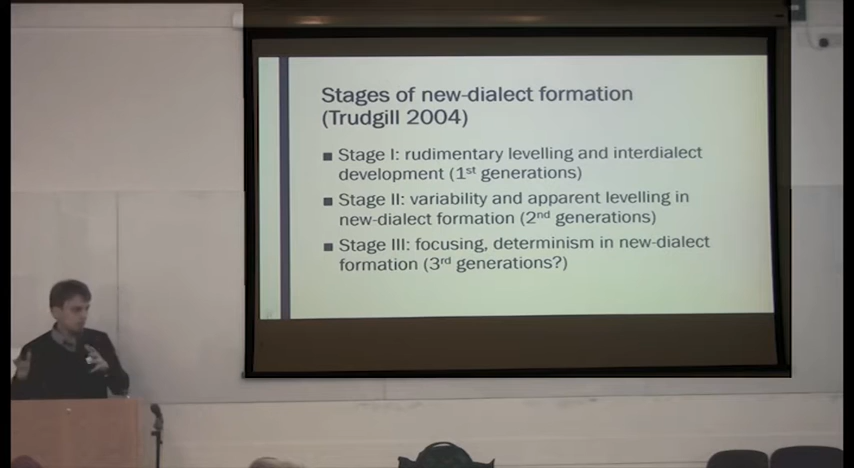 Stages of new-dialect formation
(Trudgill 2004)
■ Stage I: rudimentary levelling and interdialect
development (1st generations)
■ Stage II: variability and apparent levelling in
new-dialect formation (2nd generations)
■ Stage III: focusing, determinism in new-dialect
formation (3rd generations?)